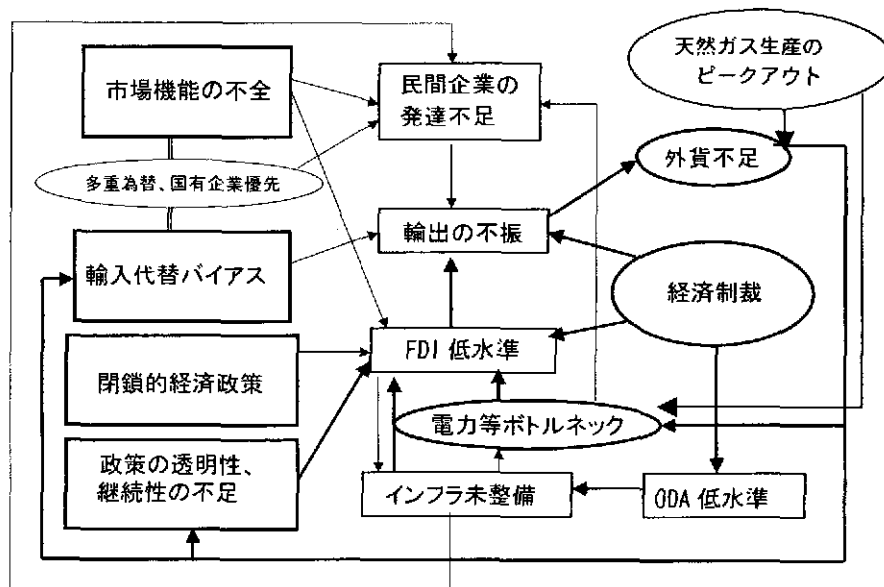 天然ガス生産の
ピークアウト
市場機能の不全
民間企業の
発達不足
外貨不足
多重為替、国有企業優先
輸出の不振
輸入代替バイアス
経済制裁
FDI 低水準
閉鎖的経済政策
電力等ボトルネック
政策の透明性、
継続性の不足
インフラ未整備
ODA 低水準